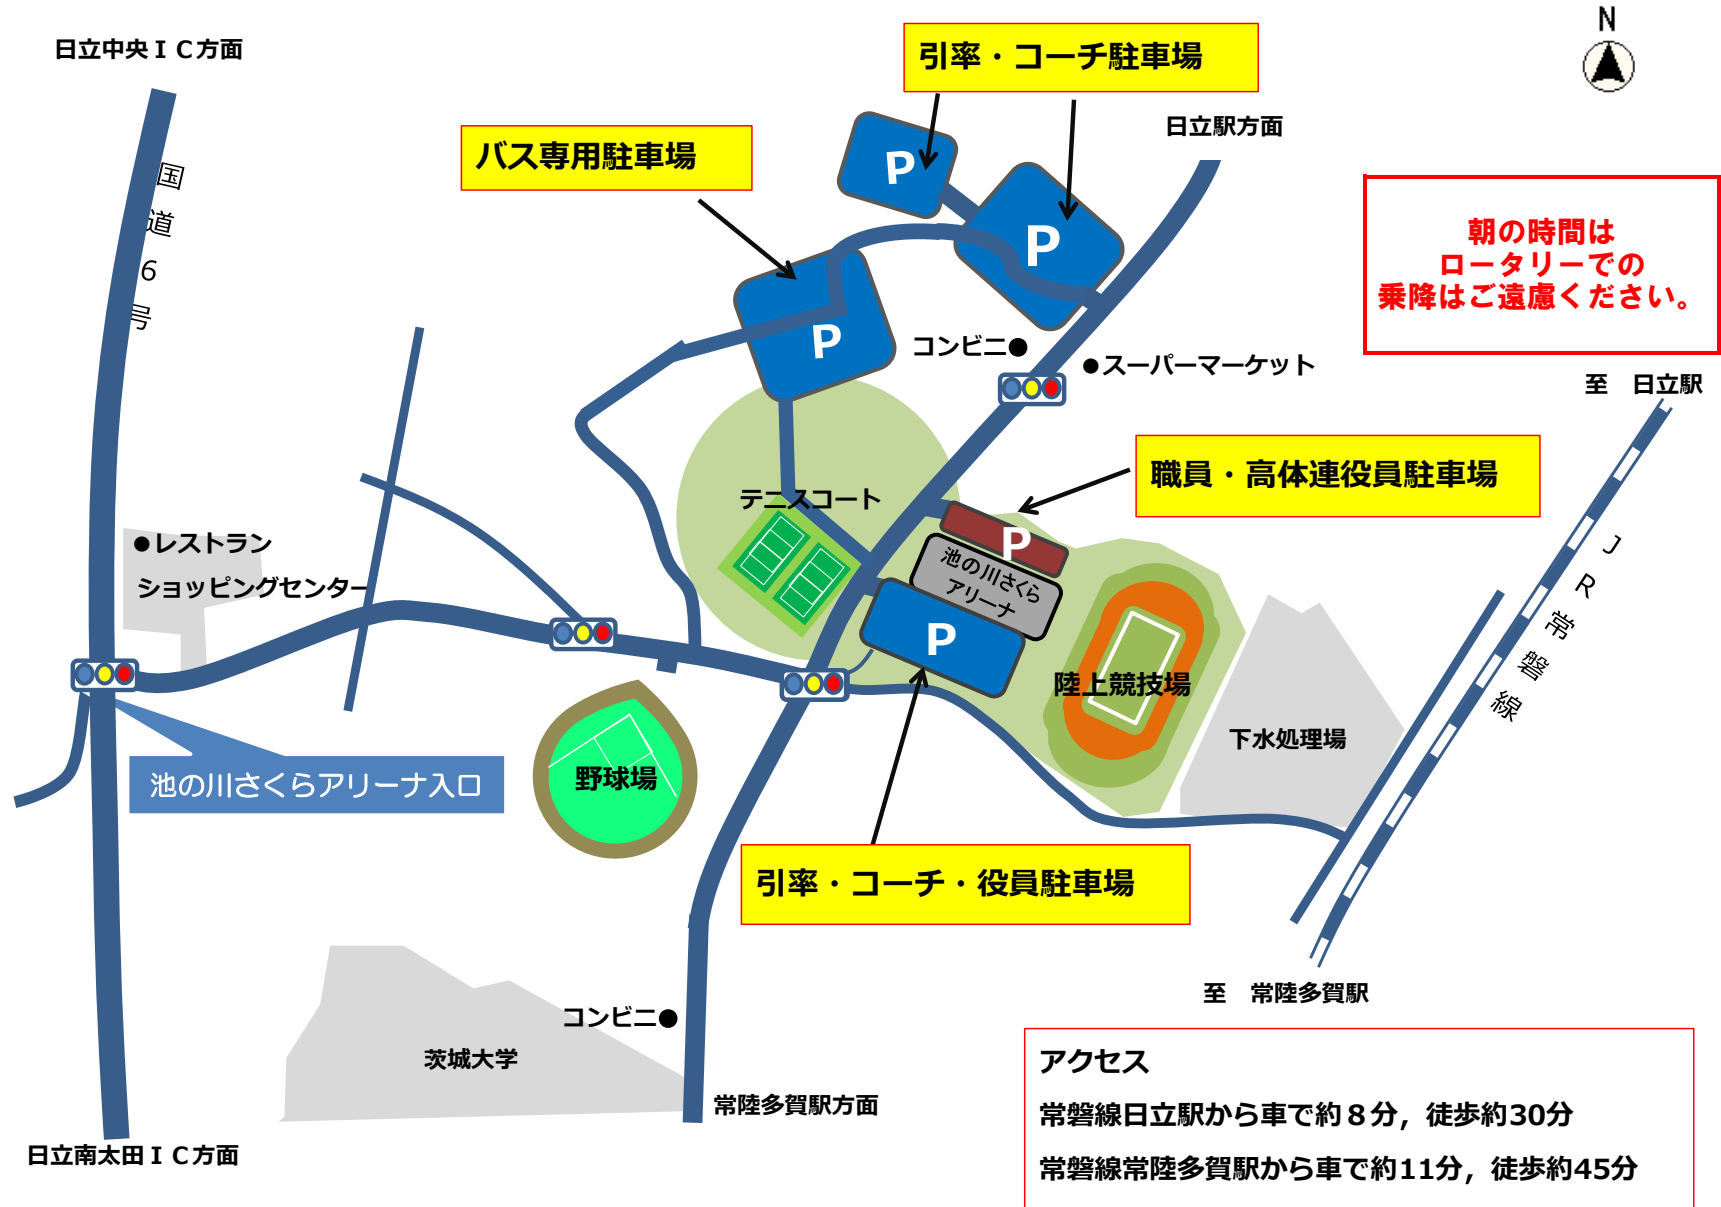 N
日立中央ＩＣ方面
引率・コーチ駐車場
日立駅方面
バス専用駐車場
P
国道６号
朝の時間は
ロータリーでの
乗降はご遠慮ください。
P
P
コンビニ●
●スーパーマーケット
至　日立駅
職員・高体連役員駐車場
テニスコート
P
●レストラン
ショッピングセンター
池の川さくら
アリーナ
JR常磐線
P
陸上競技場
下水処理場
池の川さくらアリーナ入口
野球場
引率・コーチ・役員駐車場
至　常陸多賀駅
コンビニ●
茨城大学
常陸多賀駅方面
日立南太田ＩＣ方面
アクセス
常磐線日立駅から車で約８分，徒歩約30分
常磐線常陸多賀駅から車で約11分，徒歩約45分